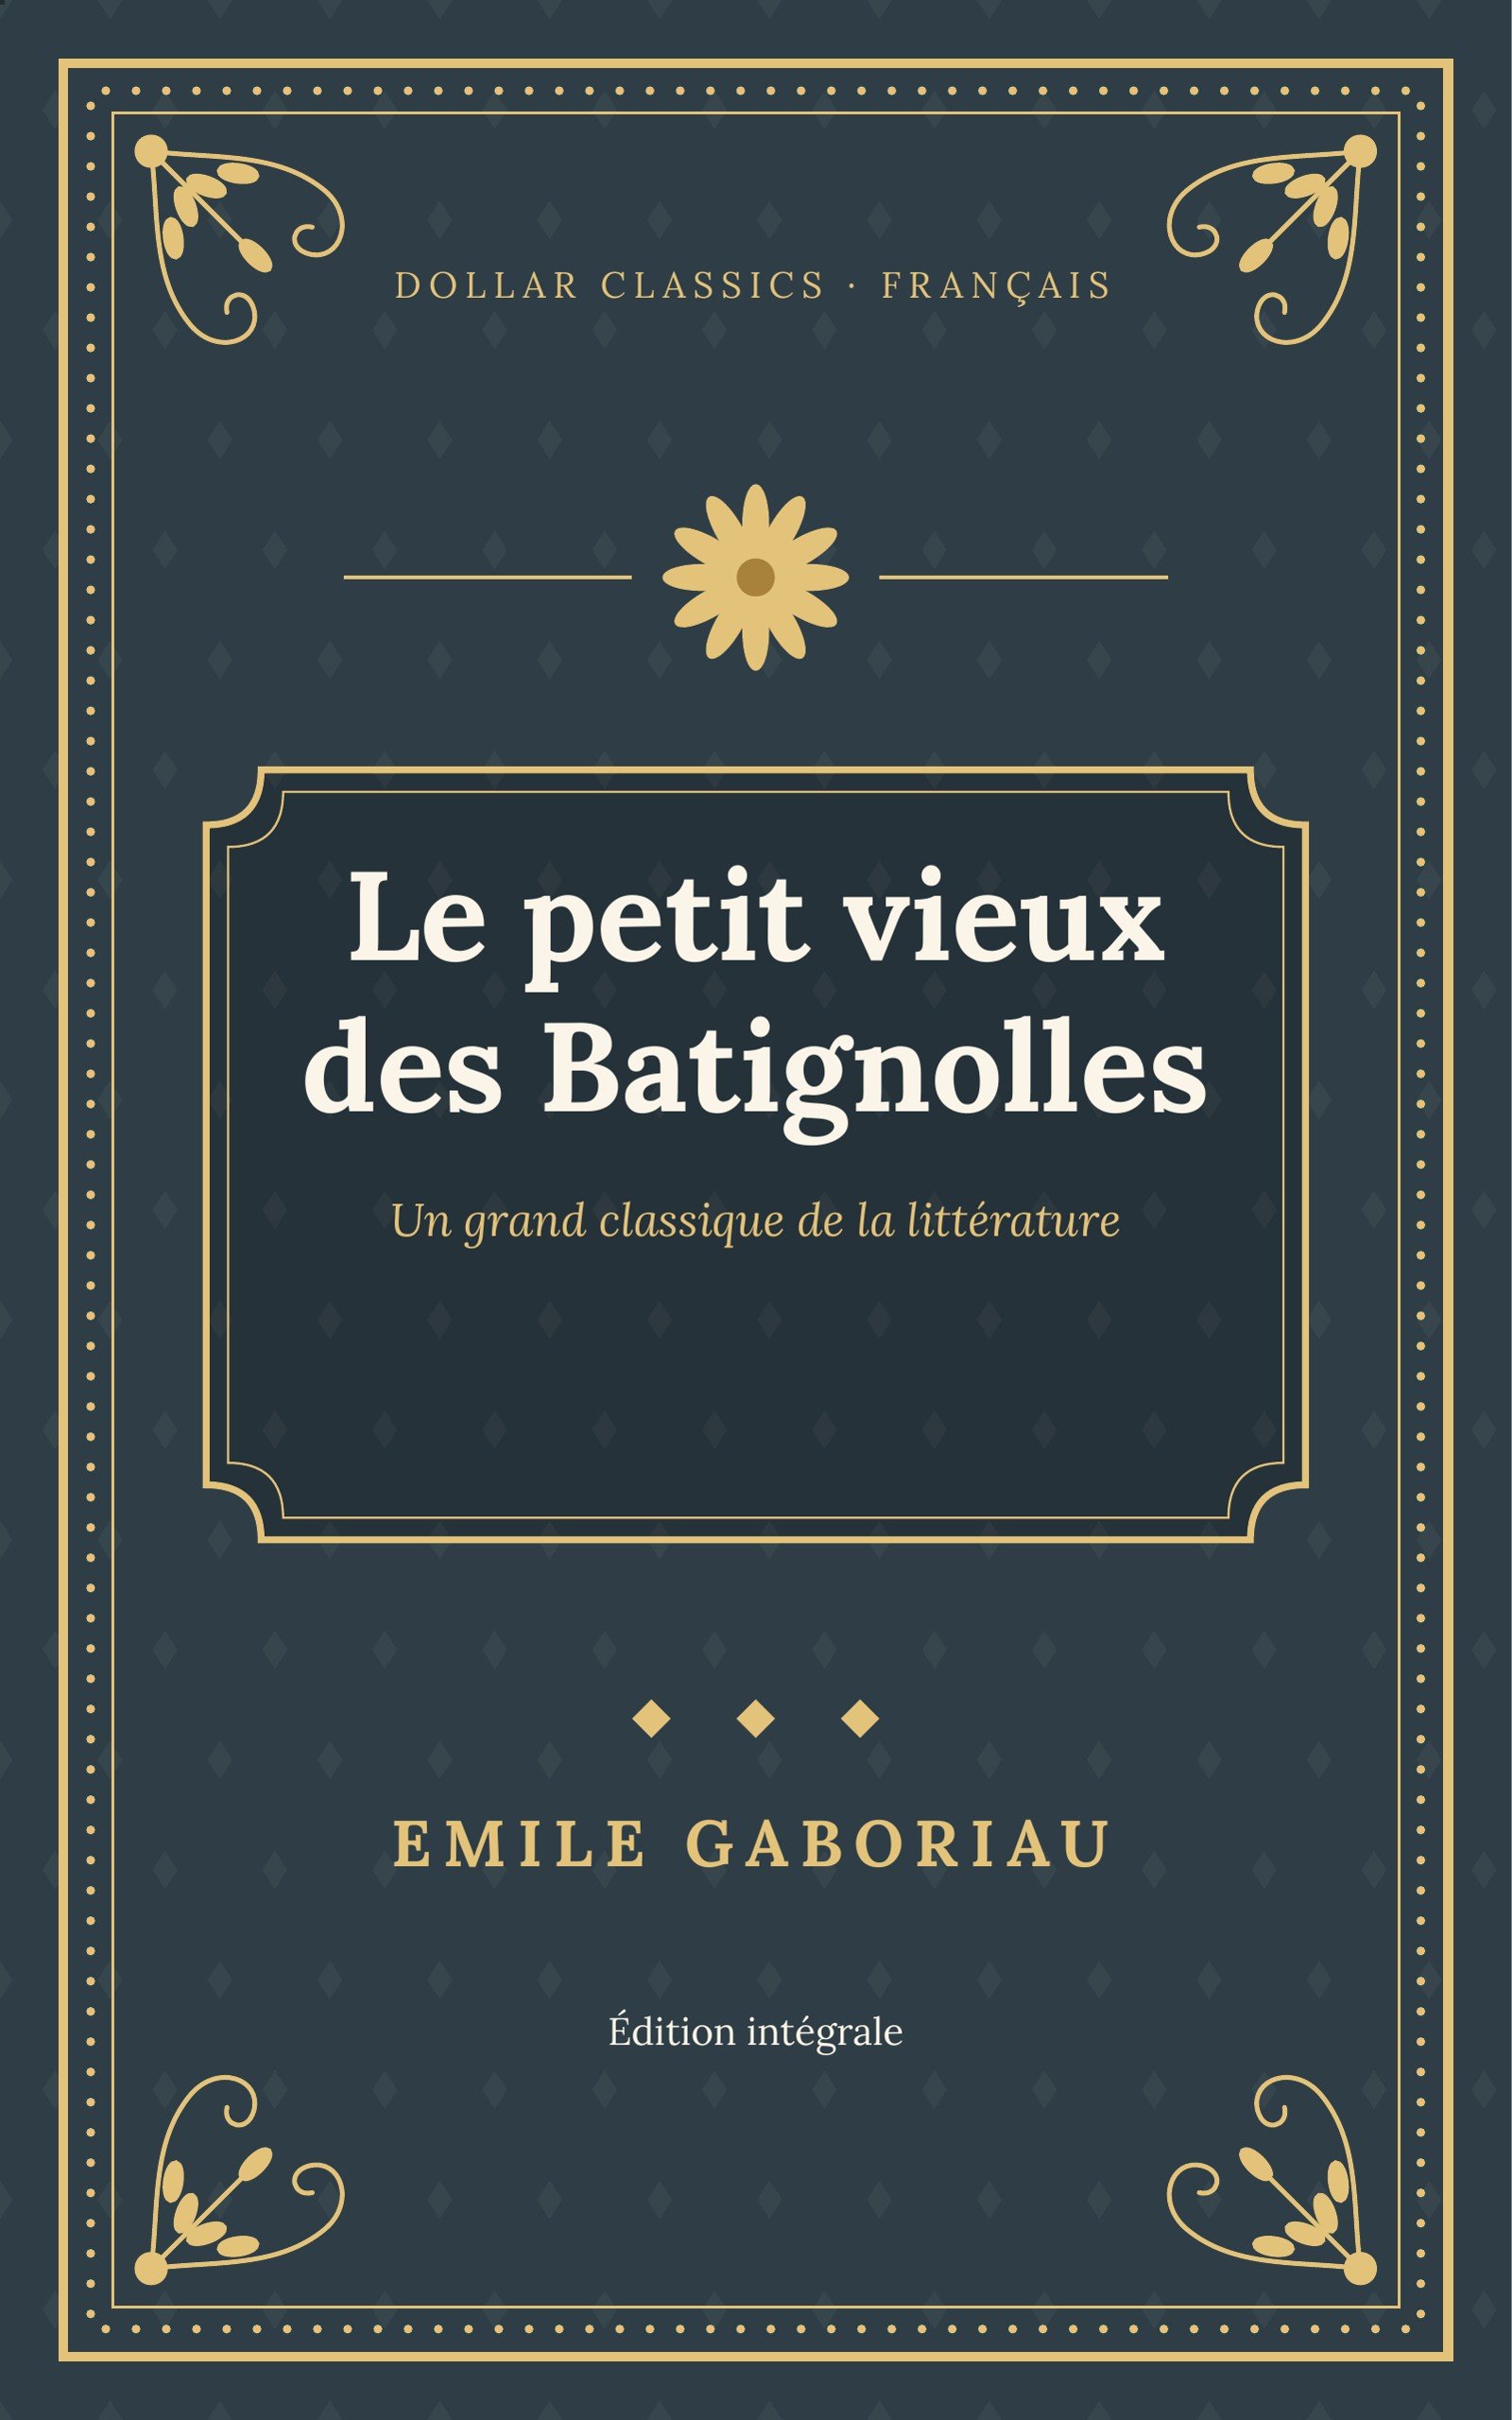 DOLLAR CLASSICS · FRANÇAIS
Le petit vieux
des Batignolles
Un grand classique de la littérature
EMILE GABORIAU
Édition intégrale